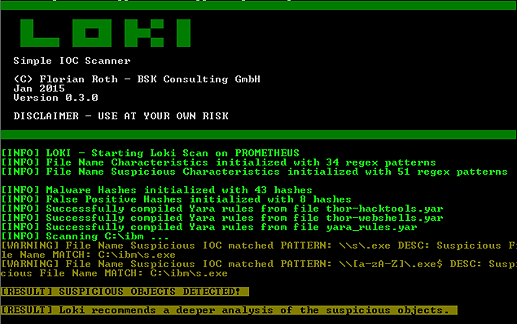 LOKI
Simple IOC Scanner
(C) Florian Roth - BSK Consulting GmbH
Jan 2015
Version 0.3.0
DISCLAIMER - USE AT YOUR OWN RISK
[INFO] LOKI - Starting Loki Scan on PROMETHEUS
[INFO] File Name Characteristics initialized with 34 regex patterns
[INFO] File Name Suspicious Characteristics initialized with 51 regex patterns
[INFO] Malware Hashes initialized with 43 hashes
[INFO] False Positive Hashes initialized with 8 hashes
[INFO] Successfully compiled Yara rules from file thor-hacktools.yar
[INFO] Successfully compiled Yara rules from file thor-webshells.yar
[INFO] Successfully compiled Yara rules from file yara_rules.yar
[INFO] Scanning C:\ibm ...
[WARNING] File Name Suspicious IOC matched PATTERN: \\s\.exe DESC: Suspicious Fi
le Name MATCH: C:\ibm\s.exe
[WARNING] File Name Suspicious IOC matched PATTERN: \\[a-zA-Z]\.exe$ DESC: Suspi
cious File Name MATCH: C:\ibm\s.exe
[RESULT] SUSPICIOUS OBJECTS DETECTED!
[RESULT] Loki recommends a deeper analysis of the suspicious objects.